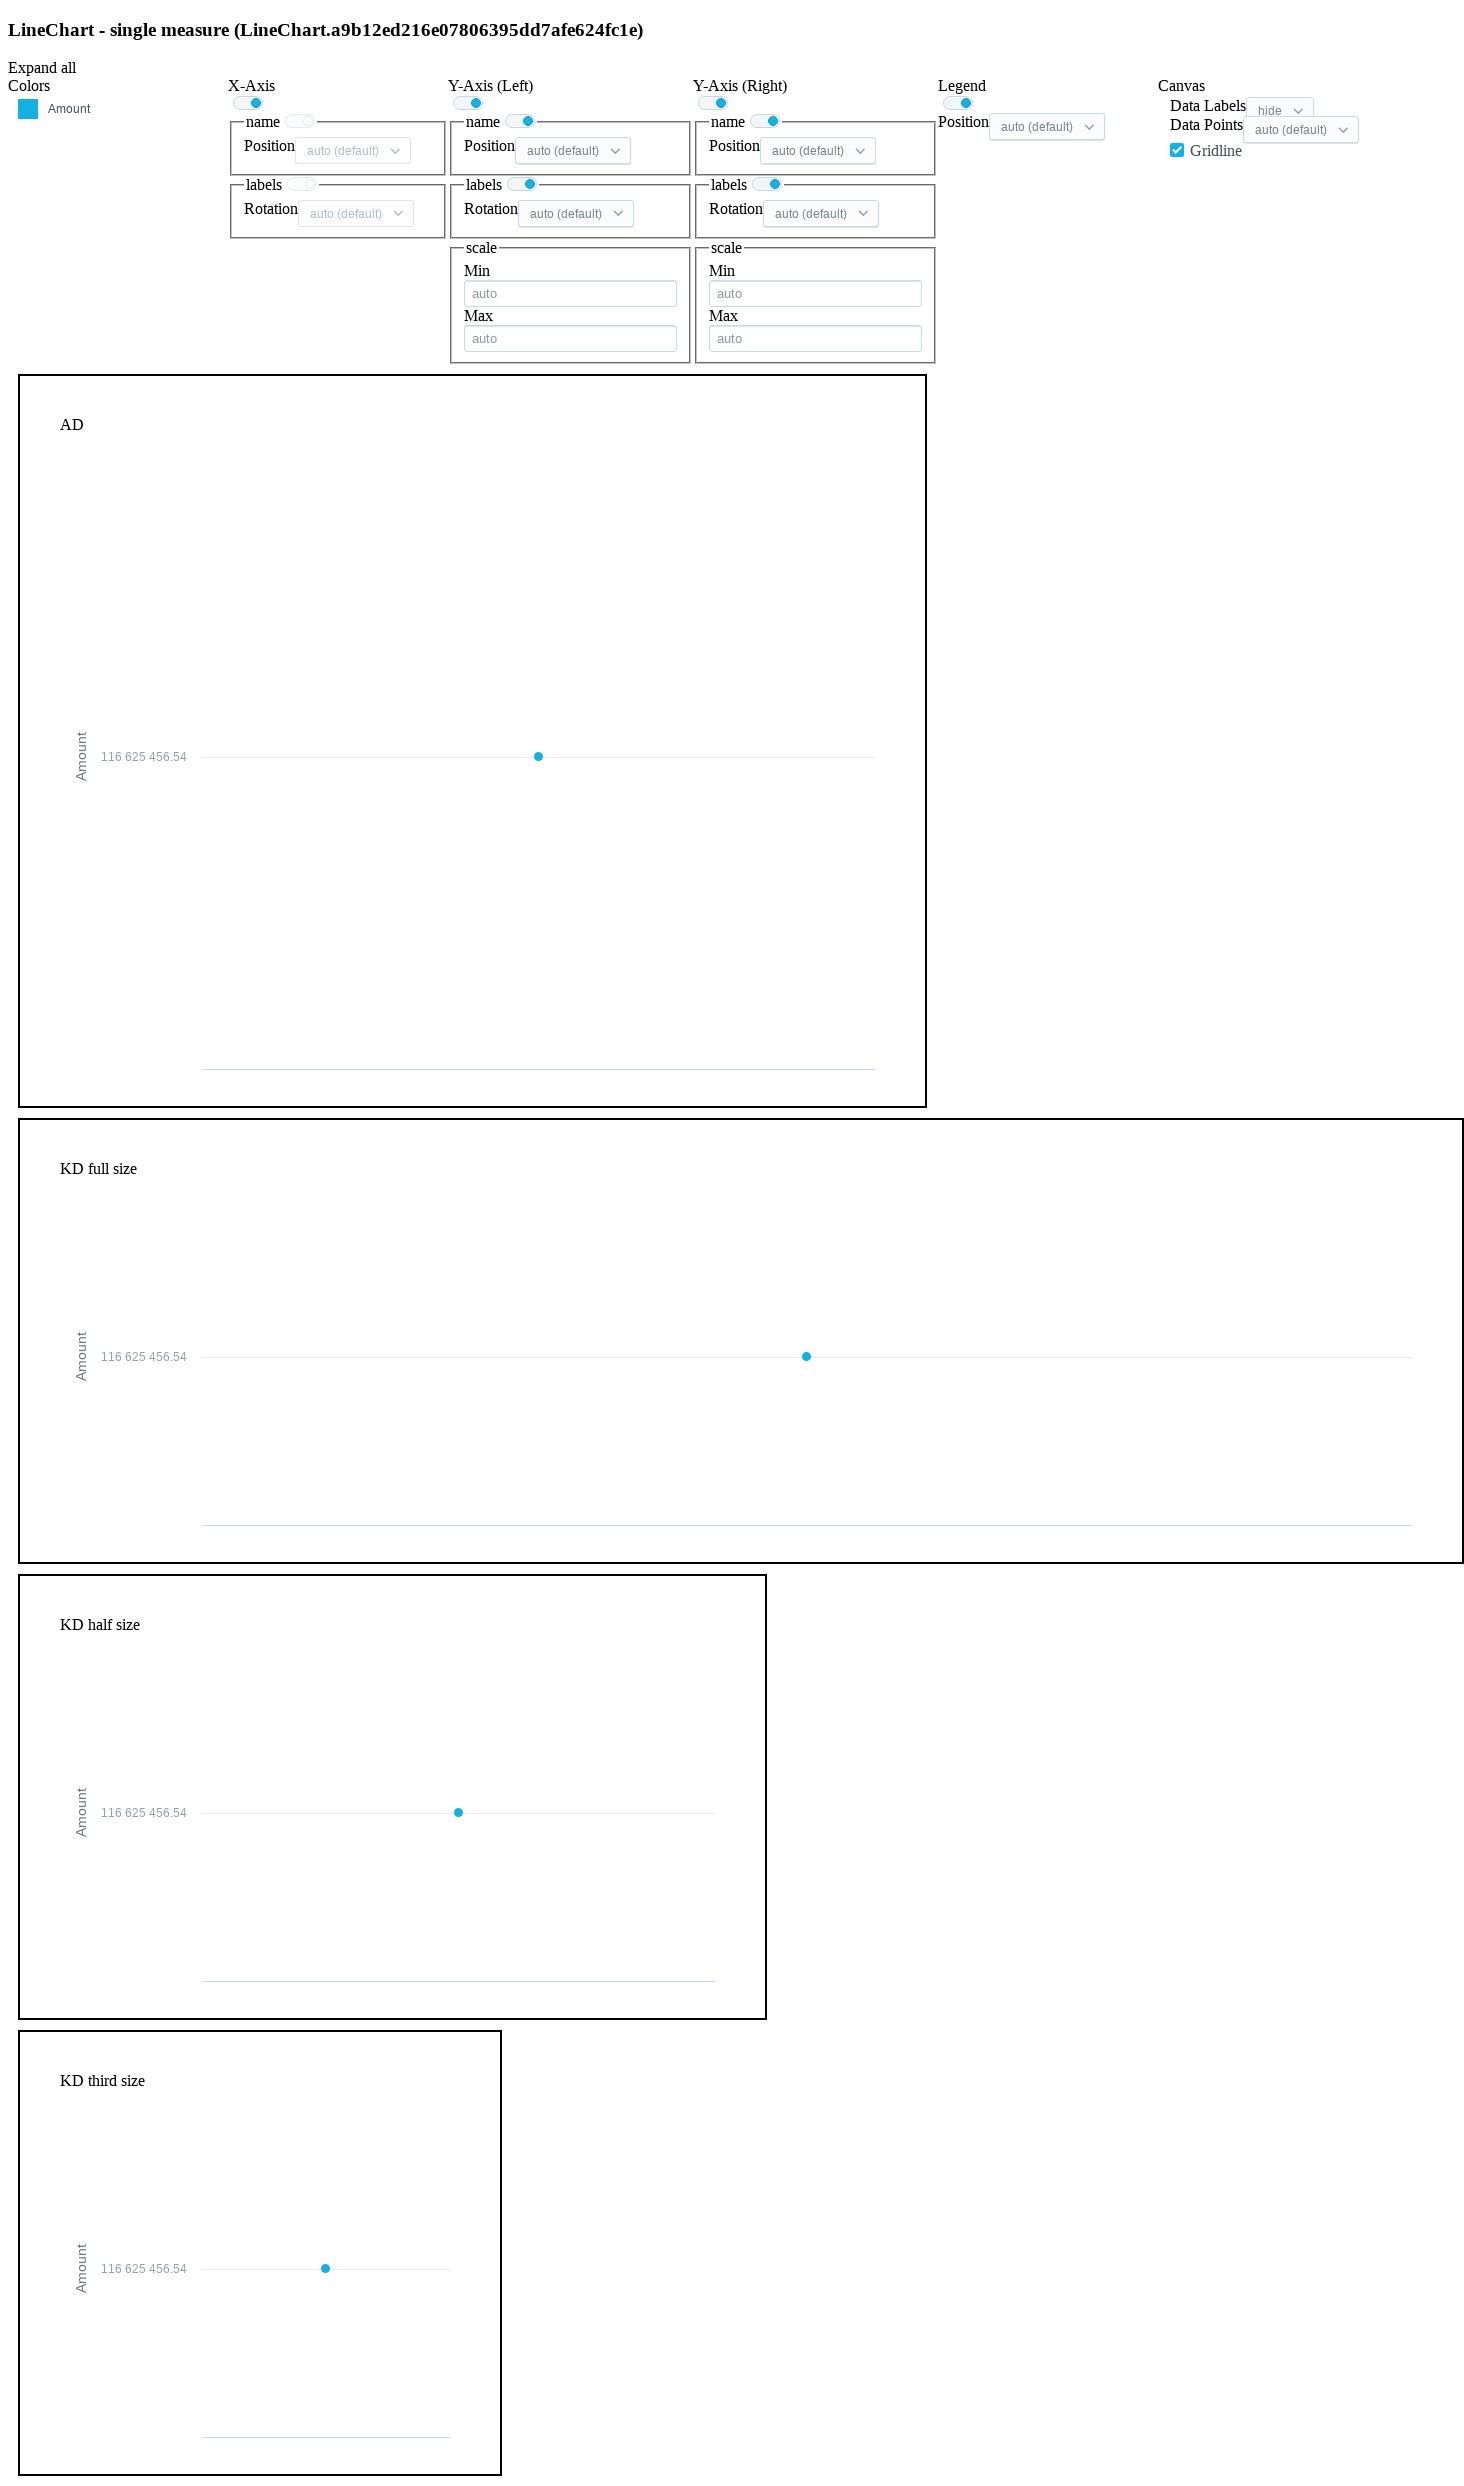 LineChart - single measure (LineChart.a9b12ed216e07806395dd7afe624fc1e)
Expand all
Colors
Amount
X-Axis
name
Position auto (default)
labels
Rotation auto (default)
Y-Axis (Left)
name
Position auto (default)
labels
Rotation auto (default)
scale
Min
auto
Max
auto
Y-Axis (Right)
name
Position auto (default)
labels
Rotation auto (default)
scale
Min
auto
Max
auto
Legend
Position auto (default)
Canvas
Data Labels hide
Data Points auto (default)
Gridline
AD
Amount
116 625 456.54
KD full size
Amount
116 625 456.54
KD half size
Amount
116 625 456.54
KD third size
Amount
116 625 456.54